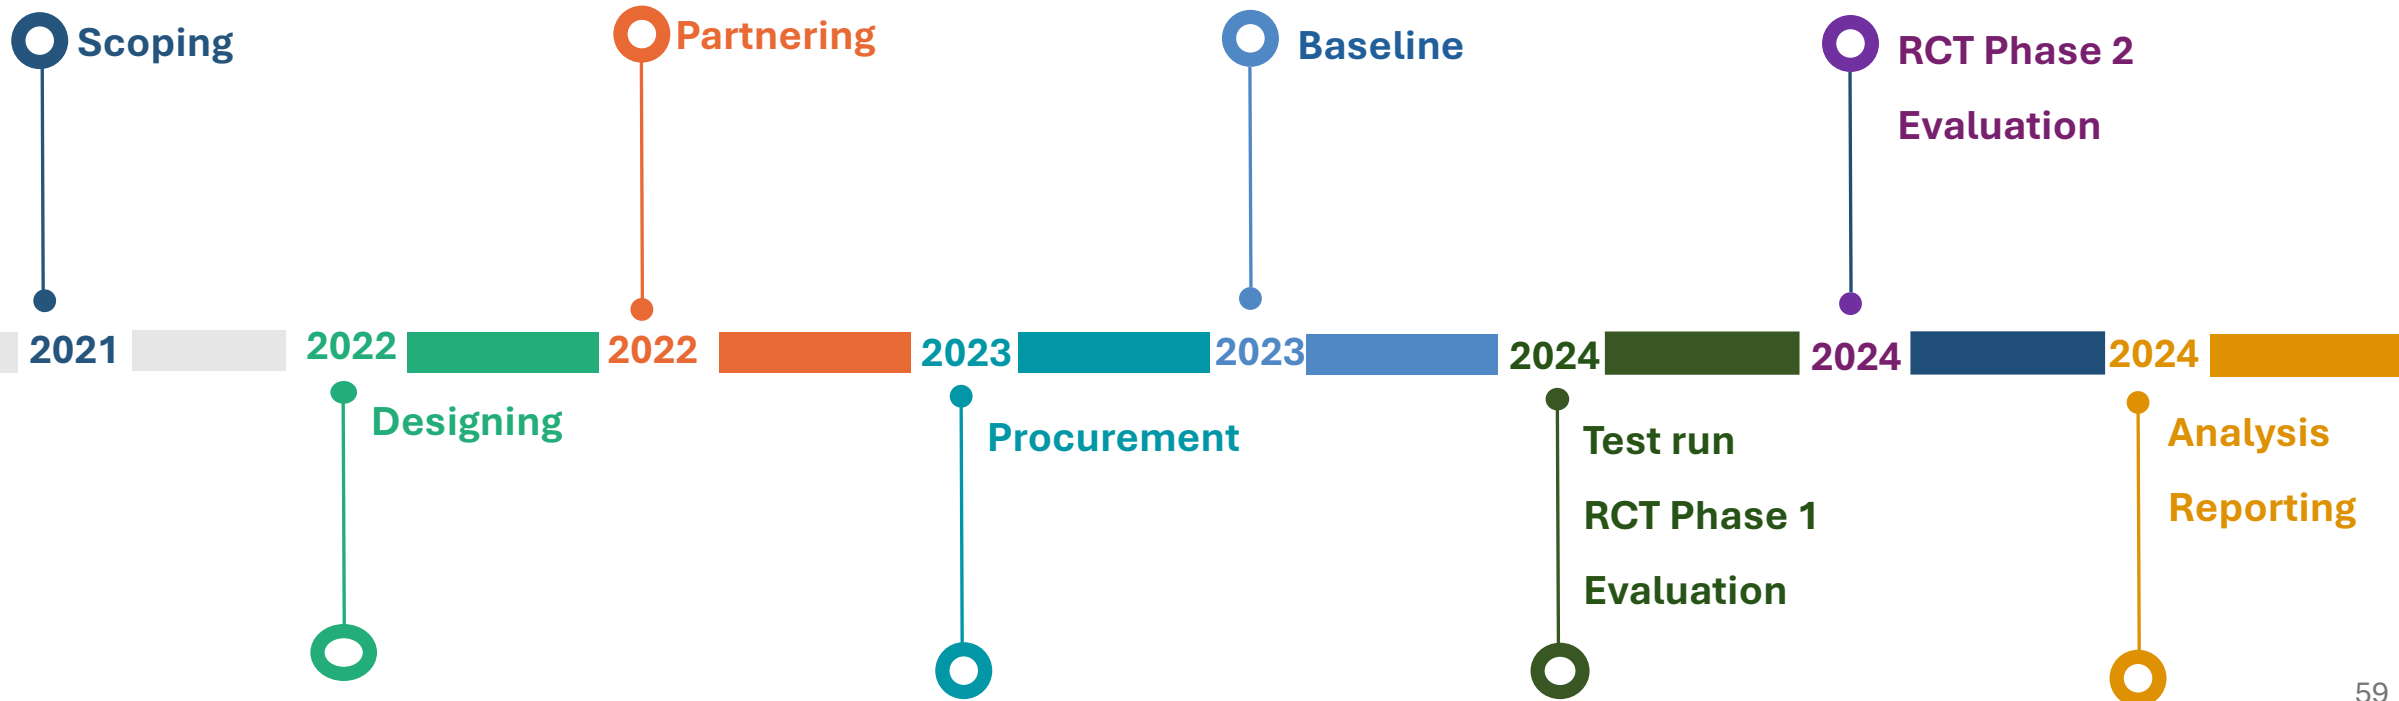 Scoping
Partnering
Baseline
RCT Phase 2
Evaluation
2021
2022
2022
2023
2023
2024
2024
2024
Designing
Procurement
Test run
RCT Phase 1
Evaluation
Analysis
Reporting
59